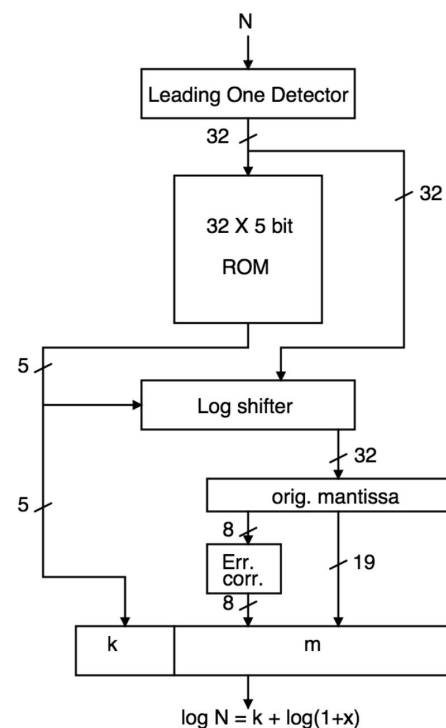 N
Leading One Detector
32
32
32 X 5 bit
ROM
5
Log shifter
32
orig. mantissa
5
8
Err.
corr.
19
8
k
m
log N = k + log(1+x)